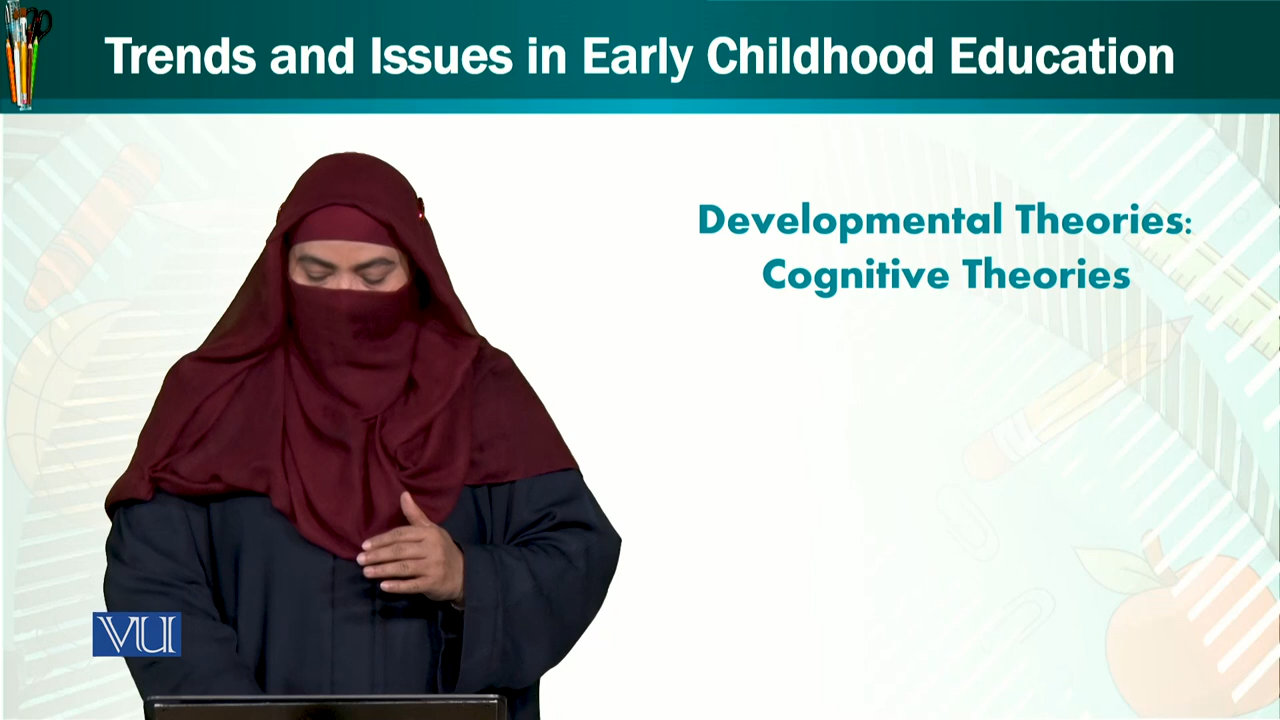 Trends and Issues in Early Childhood Education
Developmental Theories:
Cognitive Theories
VU